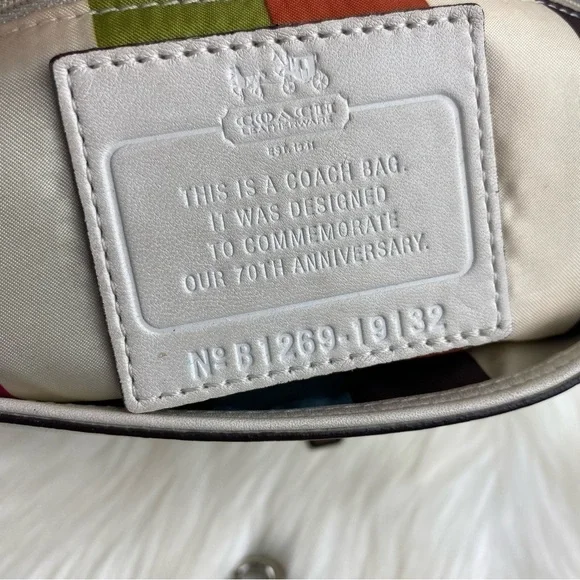 COACH
LEATHERWARE
EST. 1941
THIS IS A COACH BAG.
IT WAS DESIGNED
TO COMMEMORATE
OUR 70TH ANNIVERSARY.
Nº B1269-19132